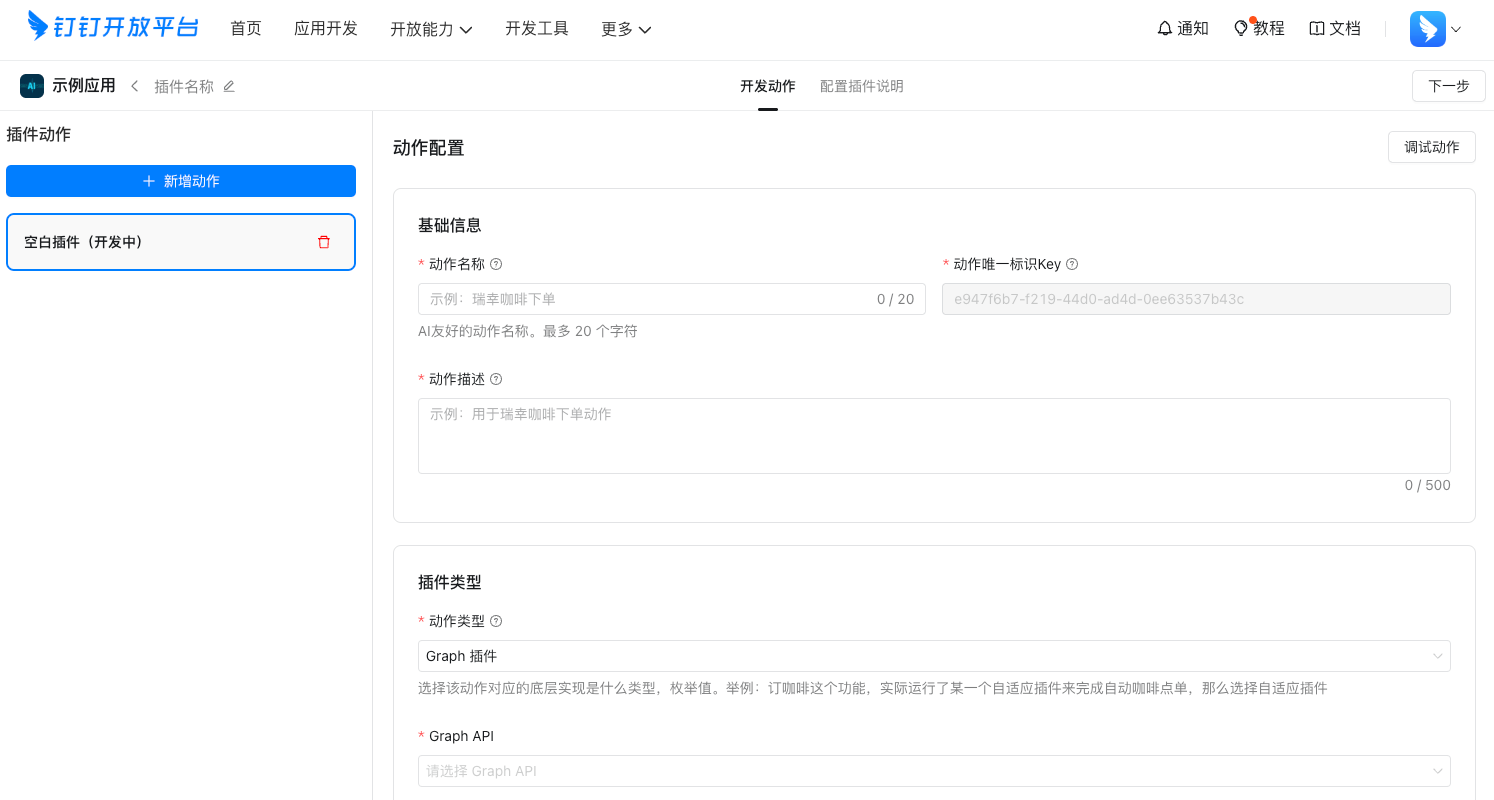 钉钉开放平台 首页 应用开发 开放能力 开发工具 更多 通知 教程 文档
AI 示例应用 插件名称 开发动作 配置插件说明 下一步
插件动作
新增动作
空白插件（开发中）
动作配置 调试动作
基础信息
* 动作名称 * 动作唯一标识Key
示例：瑞幸咖啡下单 0 / 20 e947f6b7-f219-44d0-ad4d-0ee63537b43c
AI友好的动作名称。最多 20 个字符
* 动作描述
示例：用于瑞幸咖啡下单动作
0 / 500
插件类型
* 动作类型
Graph 插件
选择该动作对应的底层实现是什么类型，枚举值。举例：订咖啡这个功能，实际运行了某一个自适应插件来完成自动咖啡点单，那么选择自适应插件
* Graph API
请选择 Graph API